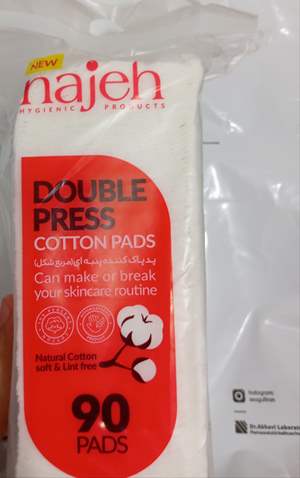 NEW
najeh
HYGIENIC PRODUCTS
DOUBLE
PRESS
COTTON PADS
پد پاک کننده پنبه ای (مربع شکل)
Can make or break
your skincare routine
Natural Cotton
soft & Lint free
90
PADS
Instagram:
Dr.Akhavi Laborat